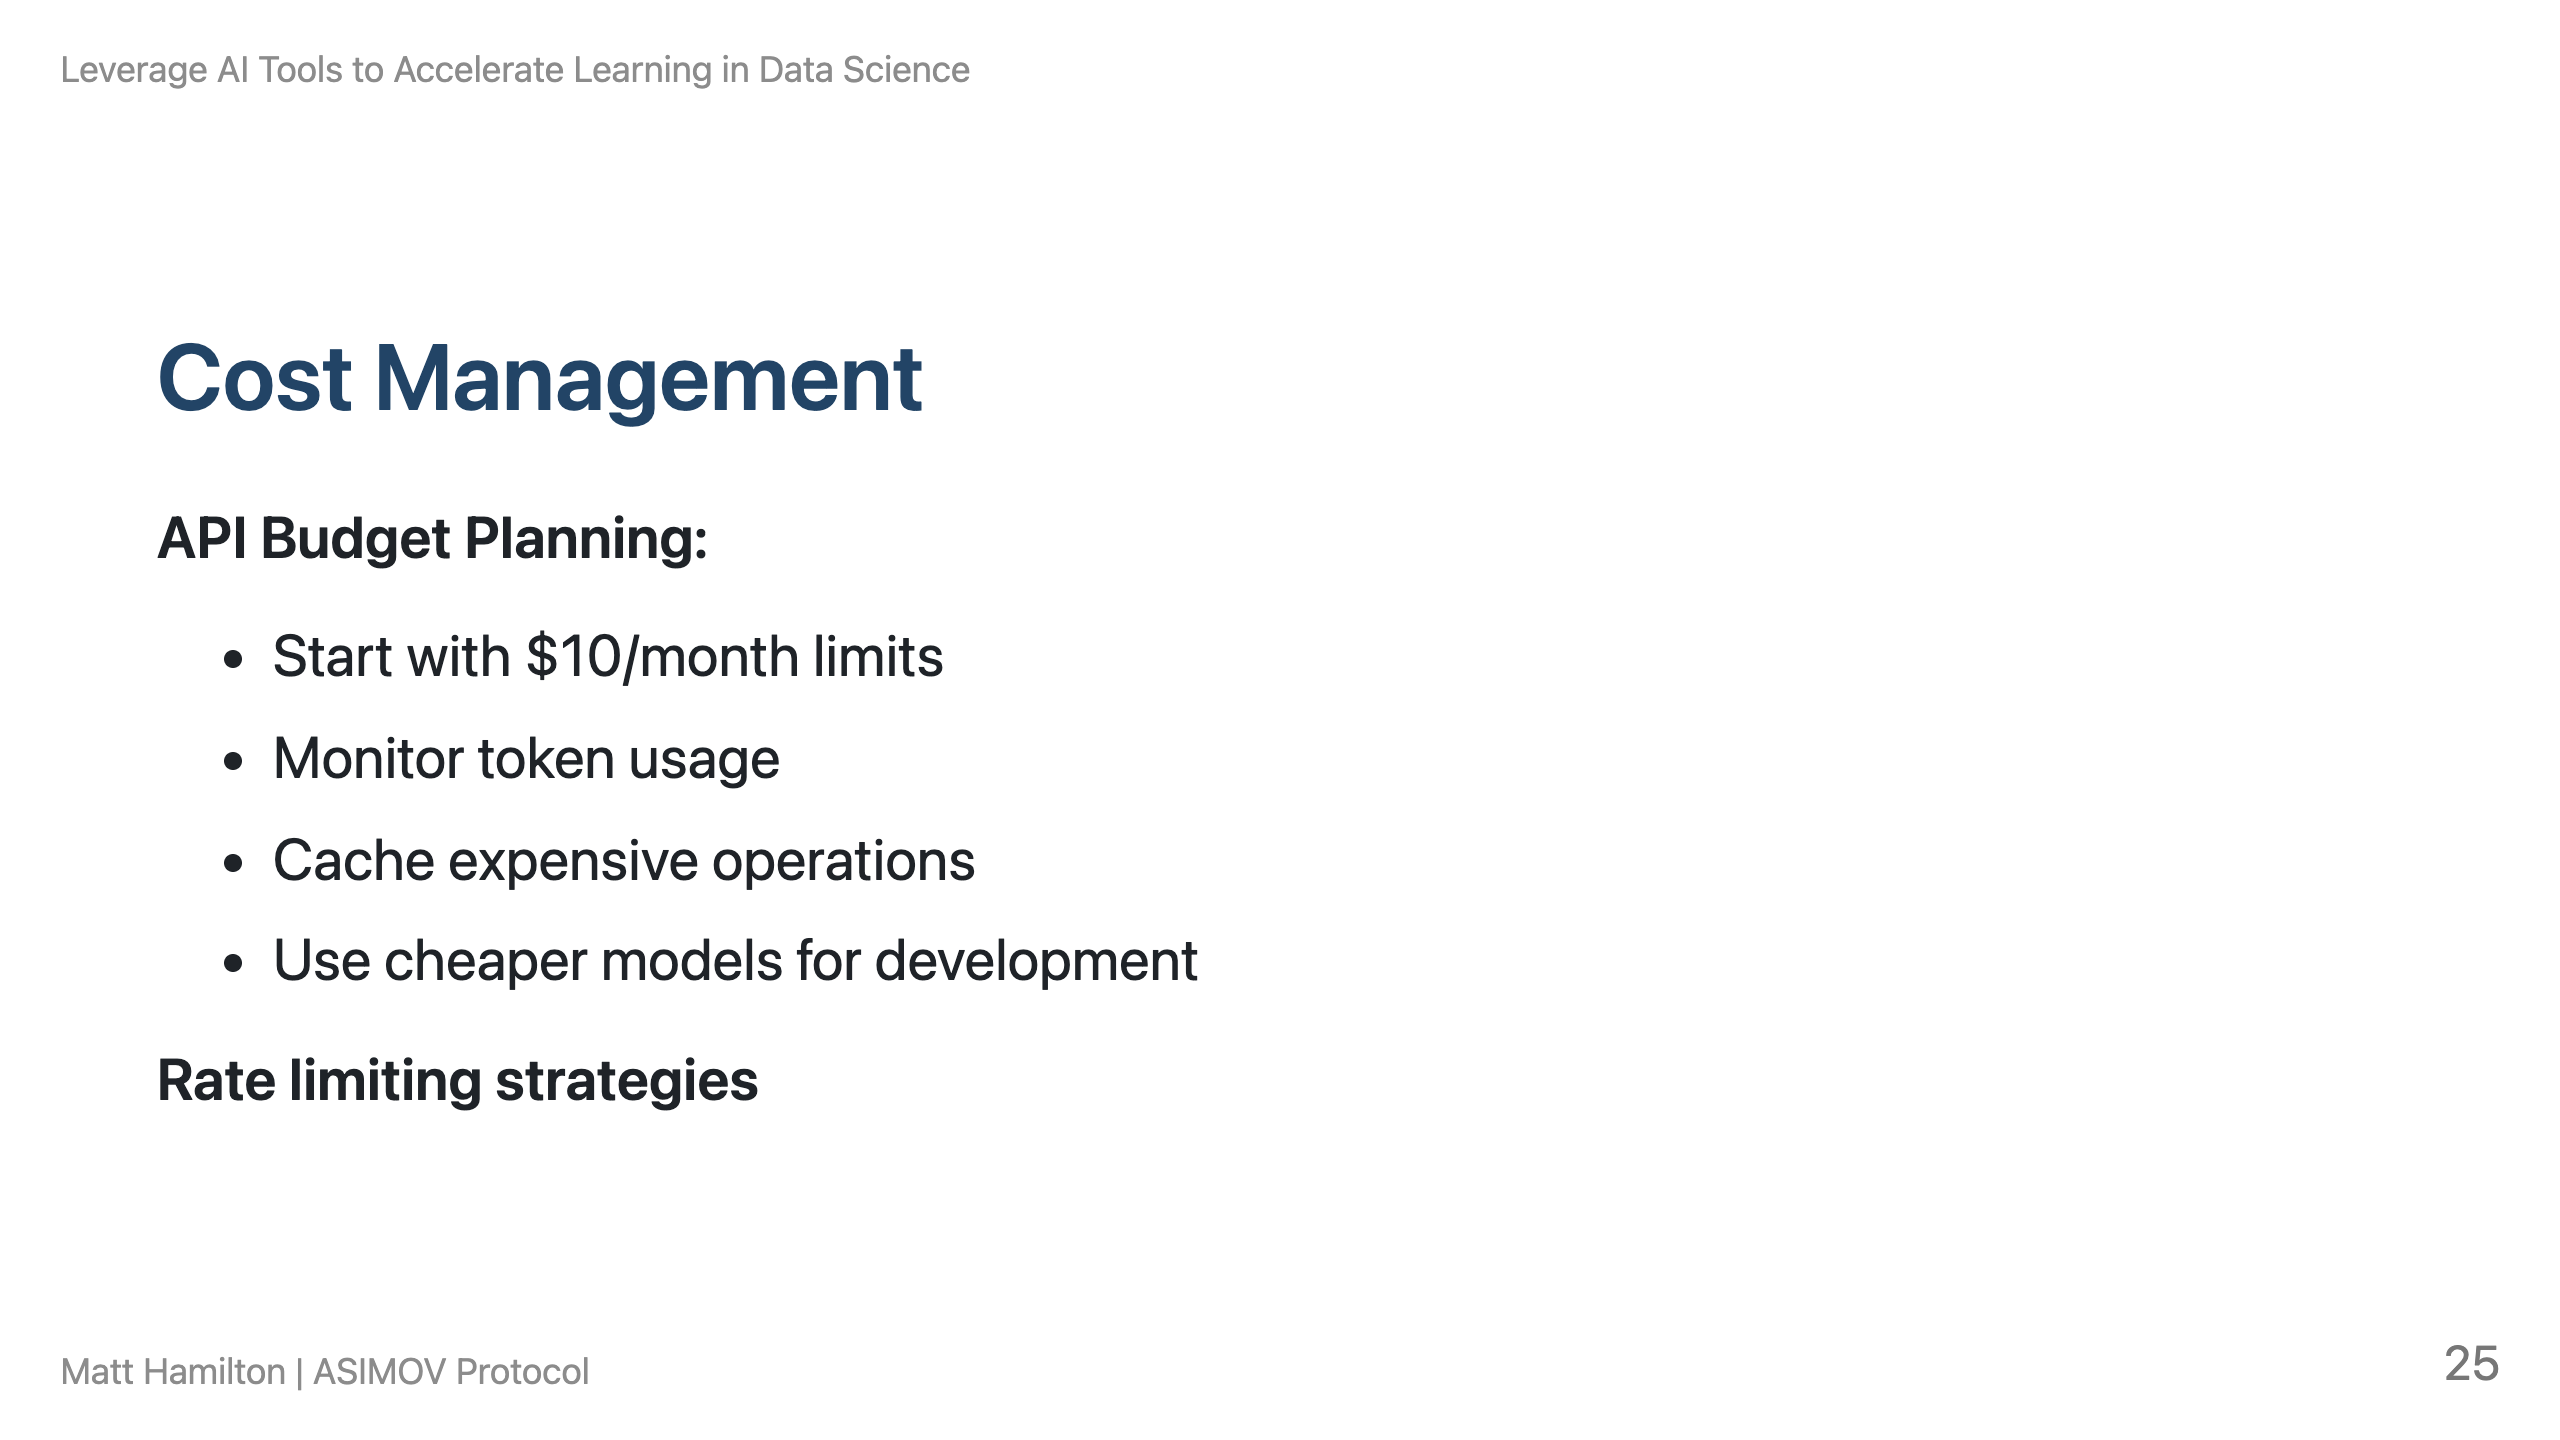 Leverage AI Tools to Accelerate Learning in Data Science
Cost Management
API Budget Planning:
• Start with $10/month limits
• Monitor token usage
• Cache expensive operations
• Use cheaper models for development
Rate limiting strategies
Matt Hamilton | ASIMOV Protocol
25